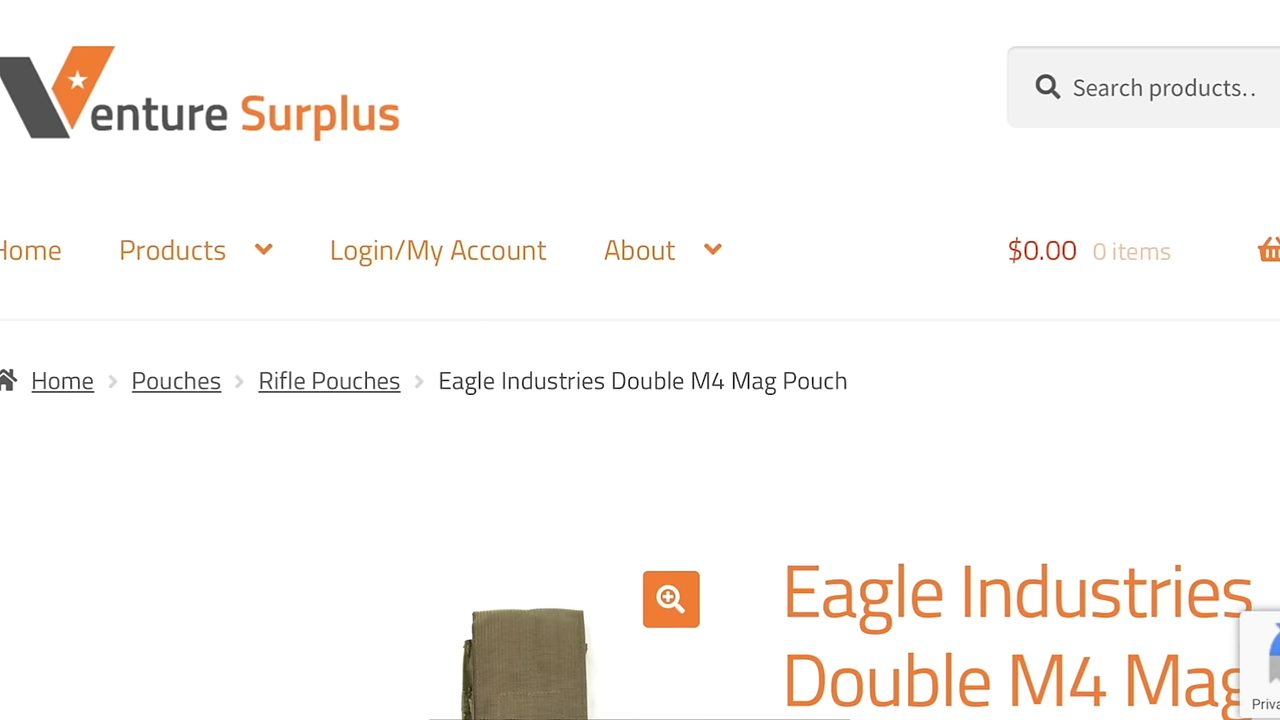 Venture Surplus
Search products..
Home Products Login/My Account About $0.00 0 items
Home Pouches Rifle Pouches Eagle Industries Double M4 Mag Pouch
Eagle Industries
Double M4 Mag